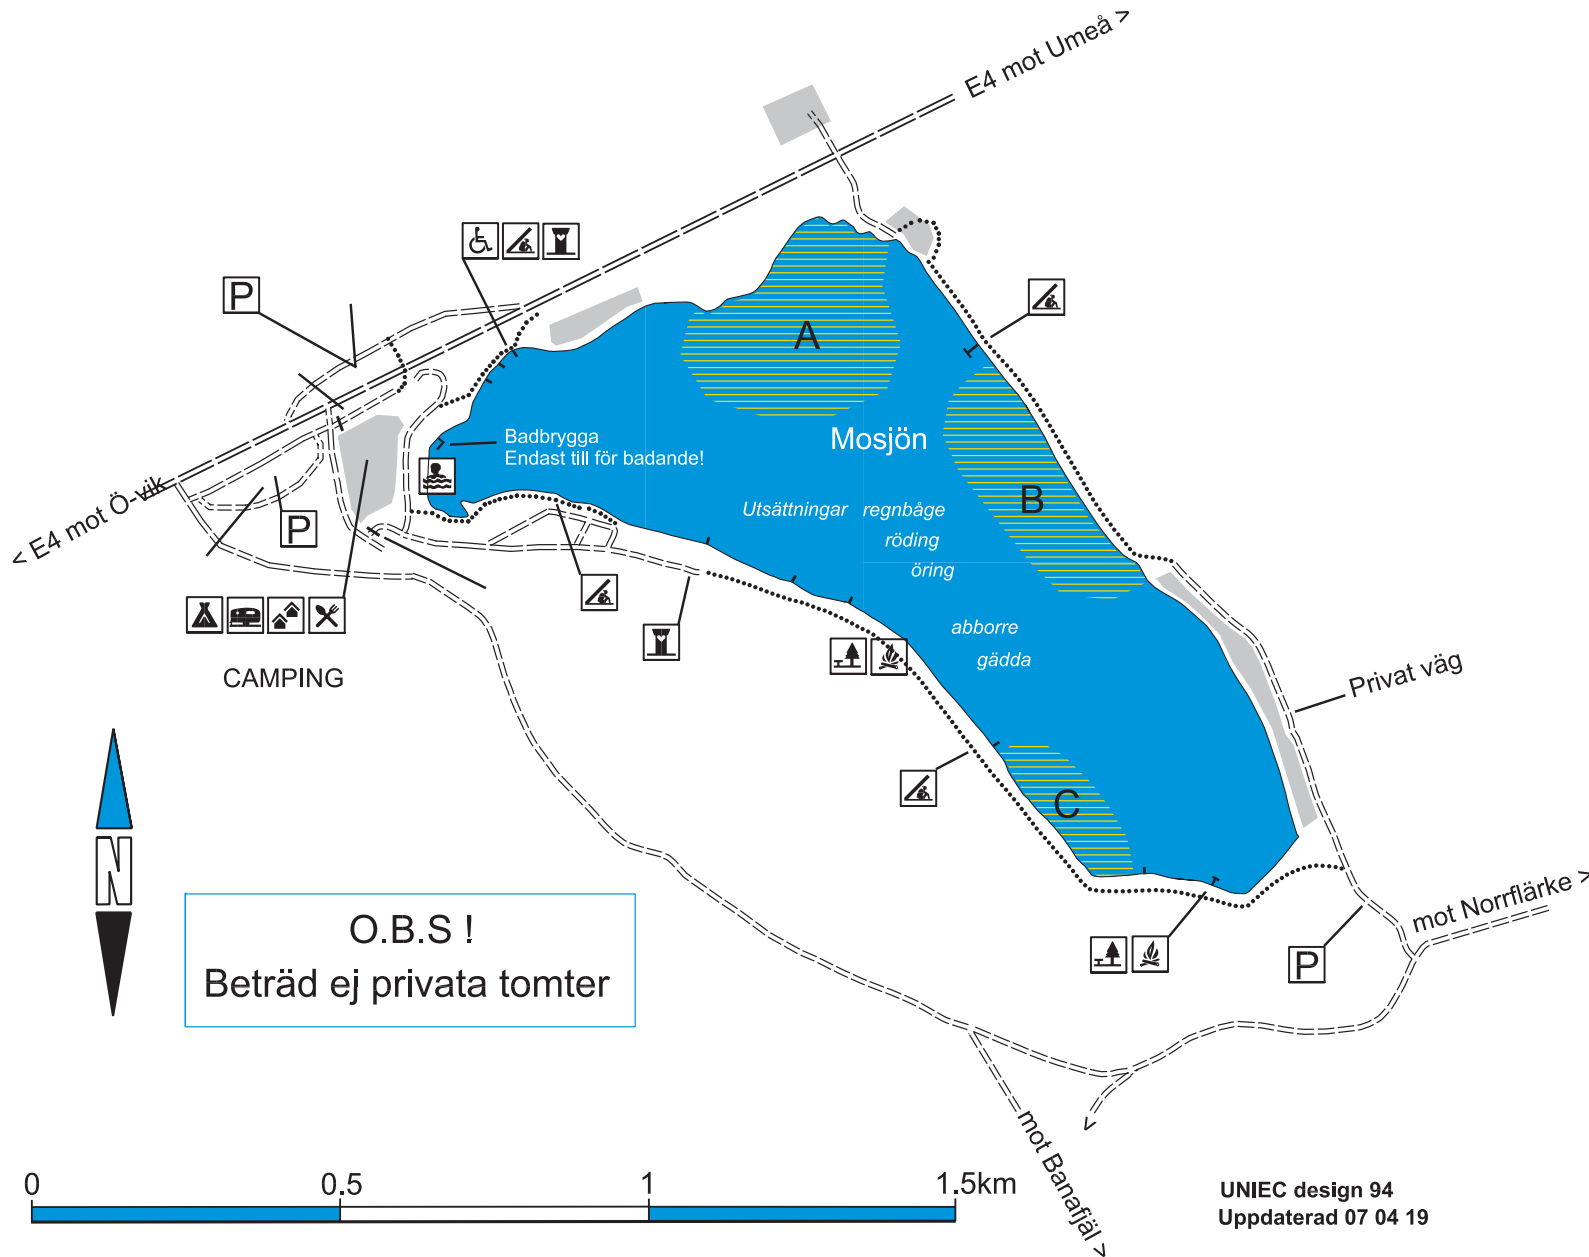 E4 mot Umeå >
P
A
Badbrygga
Endast till för badande!
Mosjön
B
< E4 mot Ö-vik
P
Utsättningar regnbåge
röding
öring
abborre
gädda
CAMPING
Privat väg
C
N
O.B.S !
Beträd ej privata tomter
mot Norrflärke >
P
mot Banafjäl >
<
0 0.5 1 1.5km
UNIEC design 94
Uppdaterad 07 04 19